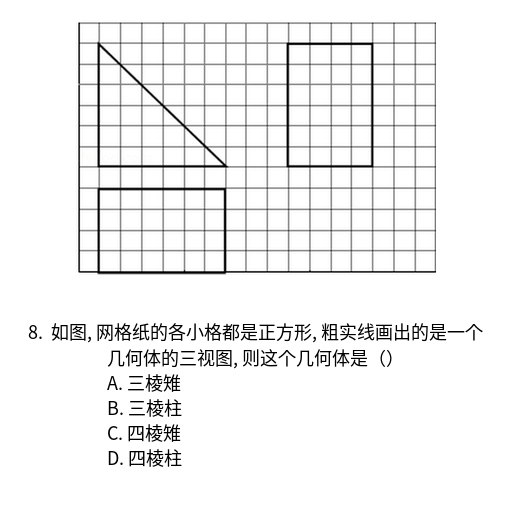 8. 如图, 网格纸的各小格都是正方形, 粗实线画出的是一个
几何体的三视图, 则这个几何体是（）
A. 三棱雉
B. 三棱柱
C. 四棱雉
D. 四棱柱